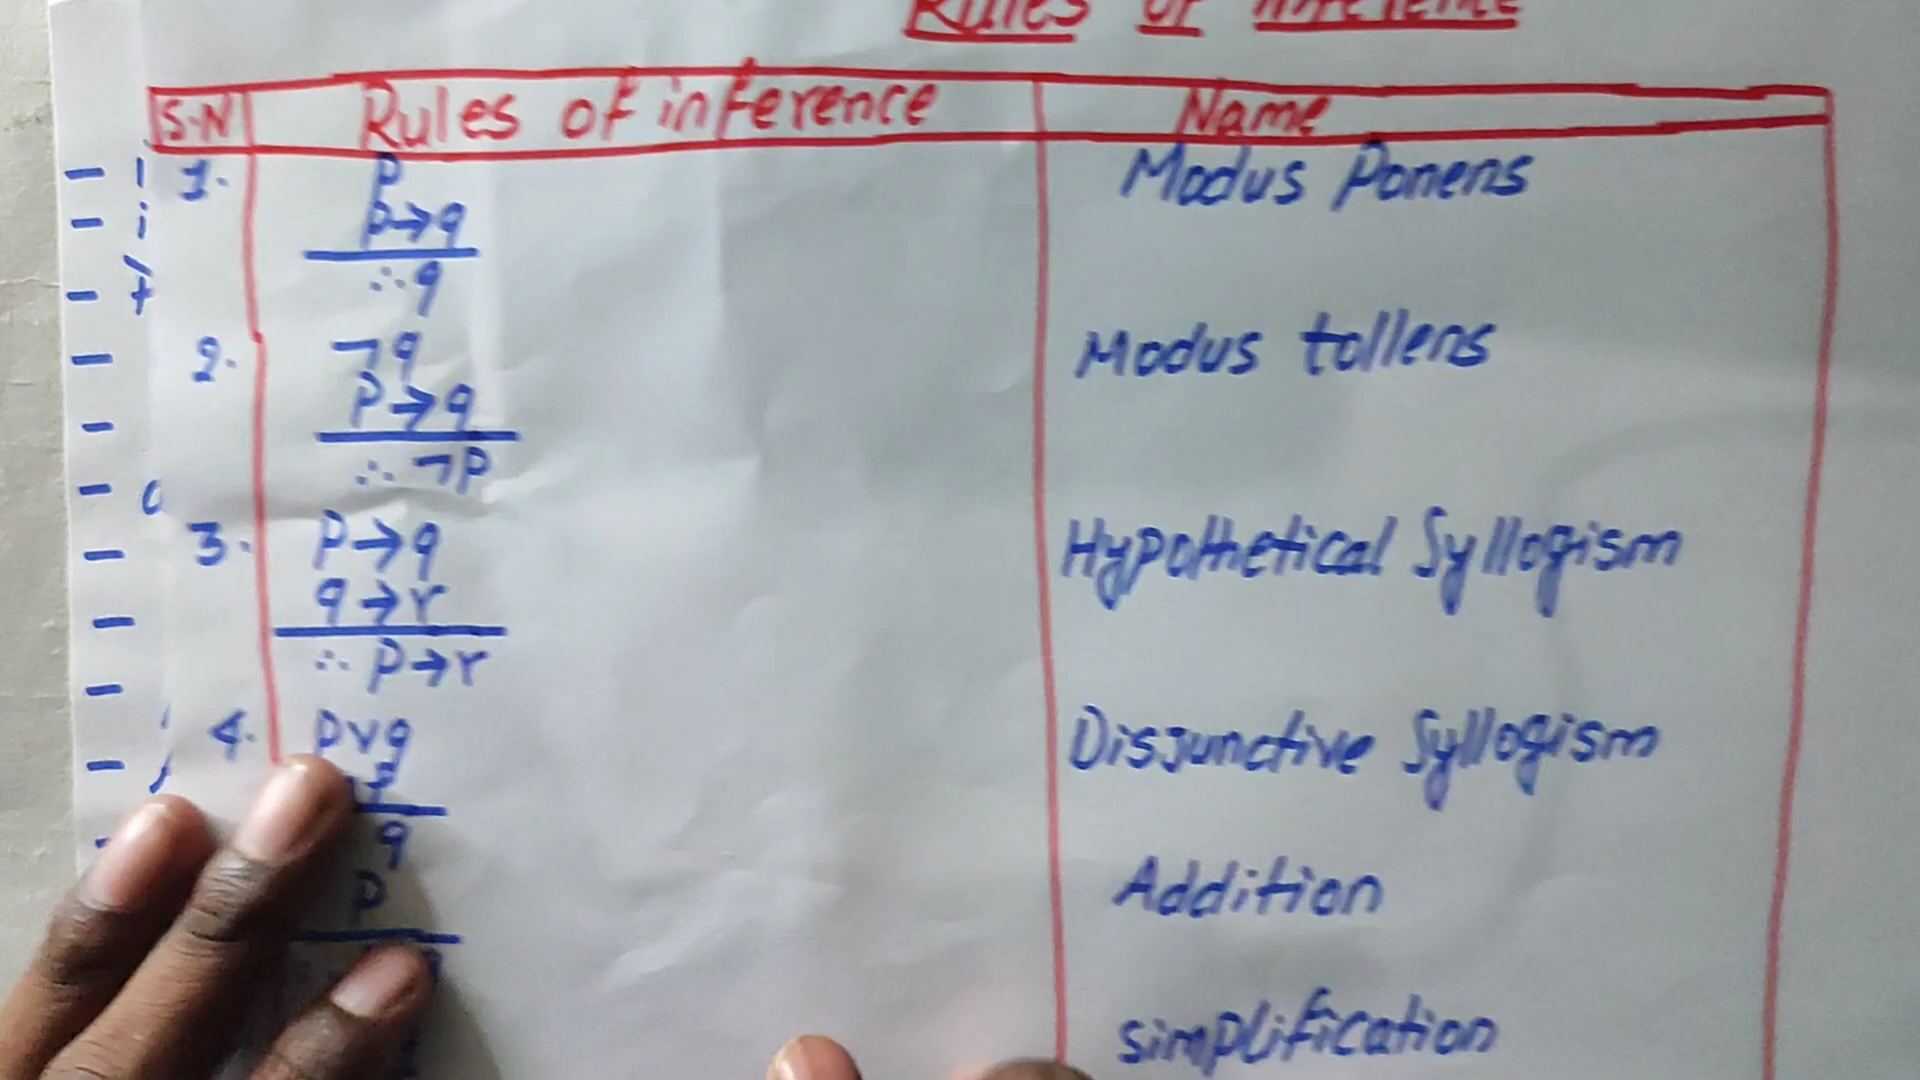 Rules of inference
S.N Rules of inference Name
1. P Modus Ponens
P→q
∴q
2. ¬q Modus tollens
P→q
∴ ¬P
3. P→q Hypothetical Syllogism
q→r
∴ P→r
4. P∨q Disjunctive Syllogism
q
P Addition
simplification